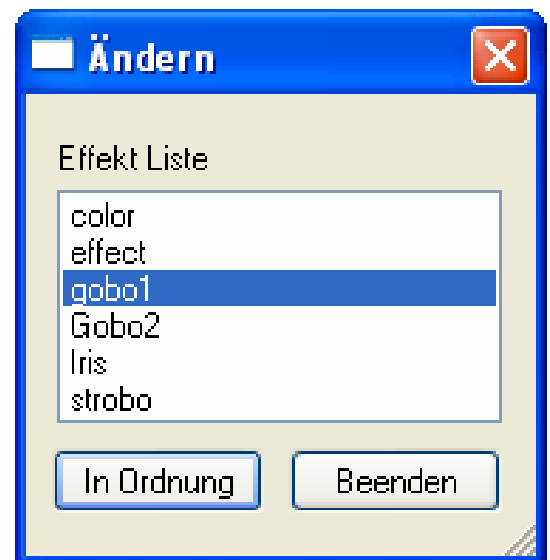 Ändern
Effekt Liste
color
effect
gobo1
Gobo2
Iris
strobo
In Ordnung Beenden